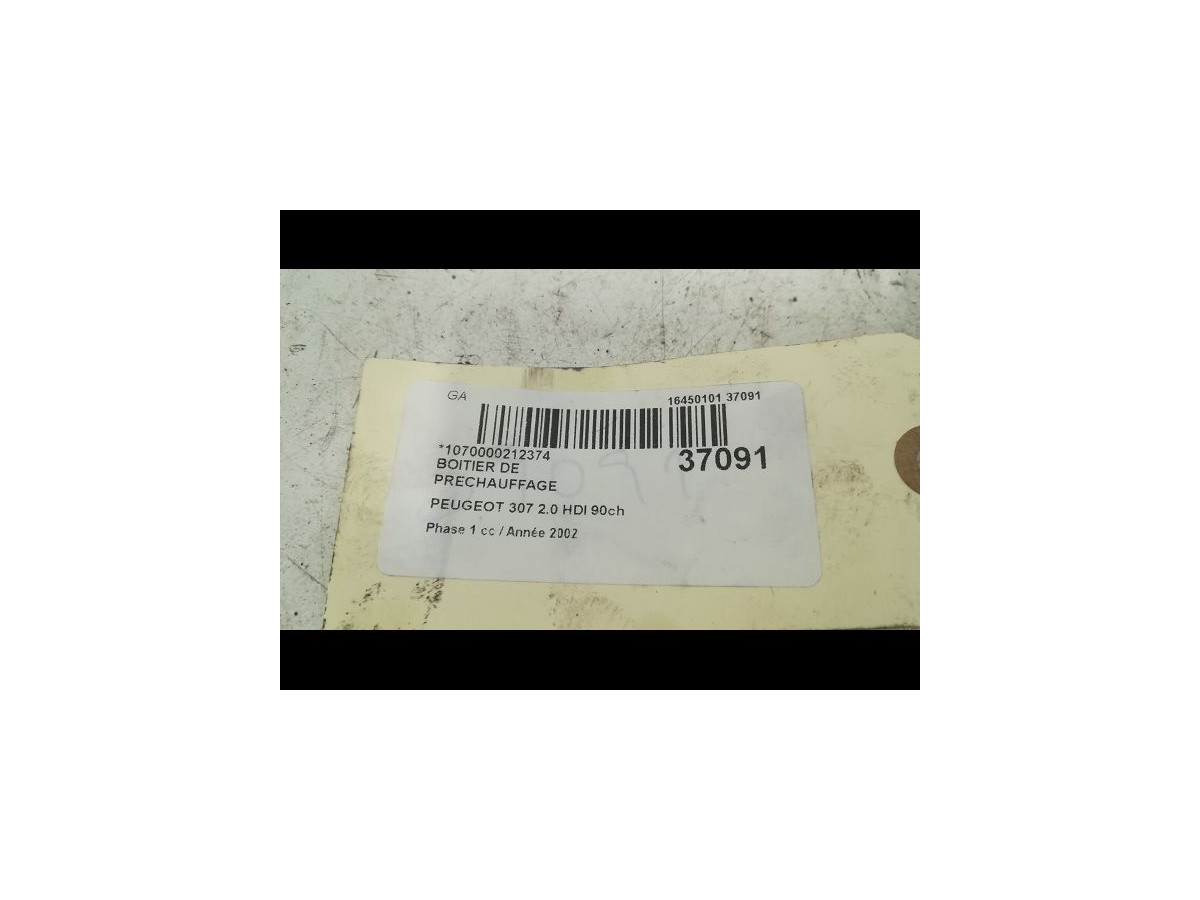 GA
16450101 37091
*1070000212374
37091
BOITIER DE
PRECHAUFFAGE
PEUGEOT 307 2.0 HDI 90ch
Phase 1 cc / Année 2002